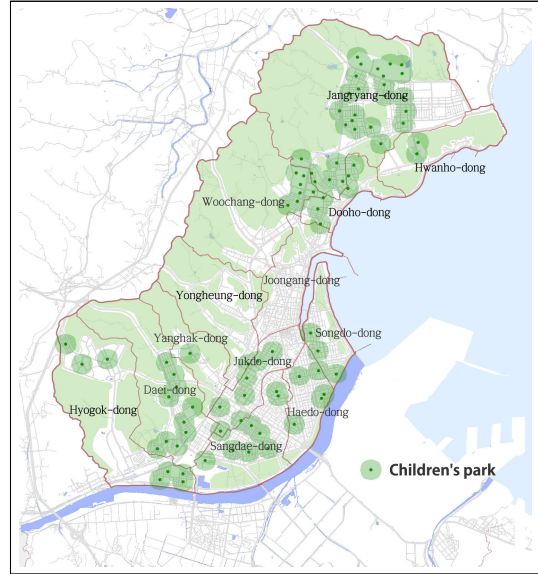 Jangryang-dong
Hwanho-dong
Woochang-dong
Dooho-dong
Joongang-dong
Yongheung-dong
Songdo-dong
Yanghak-dong
Jukdo-dong
Daei-dong
Hyogok-dong
Haedo-dong
Sangdae-dong
Children's park